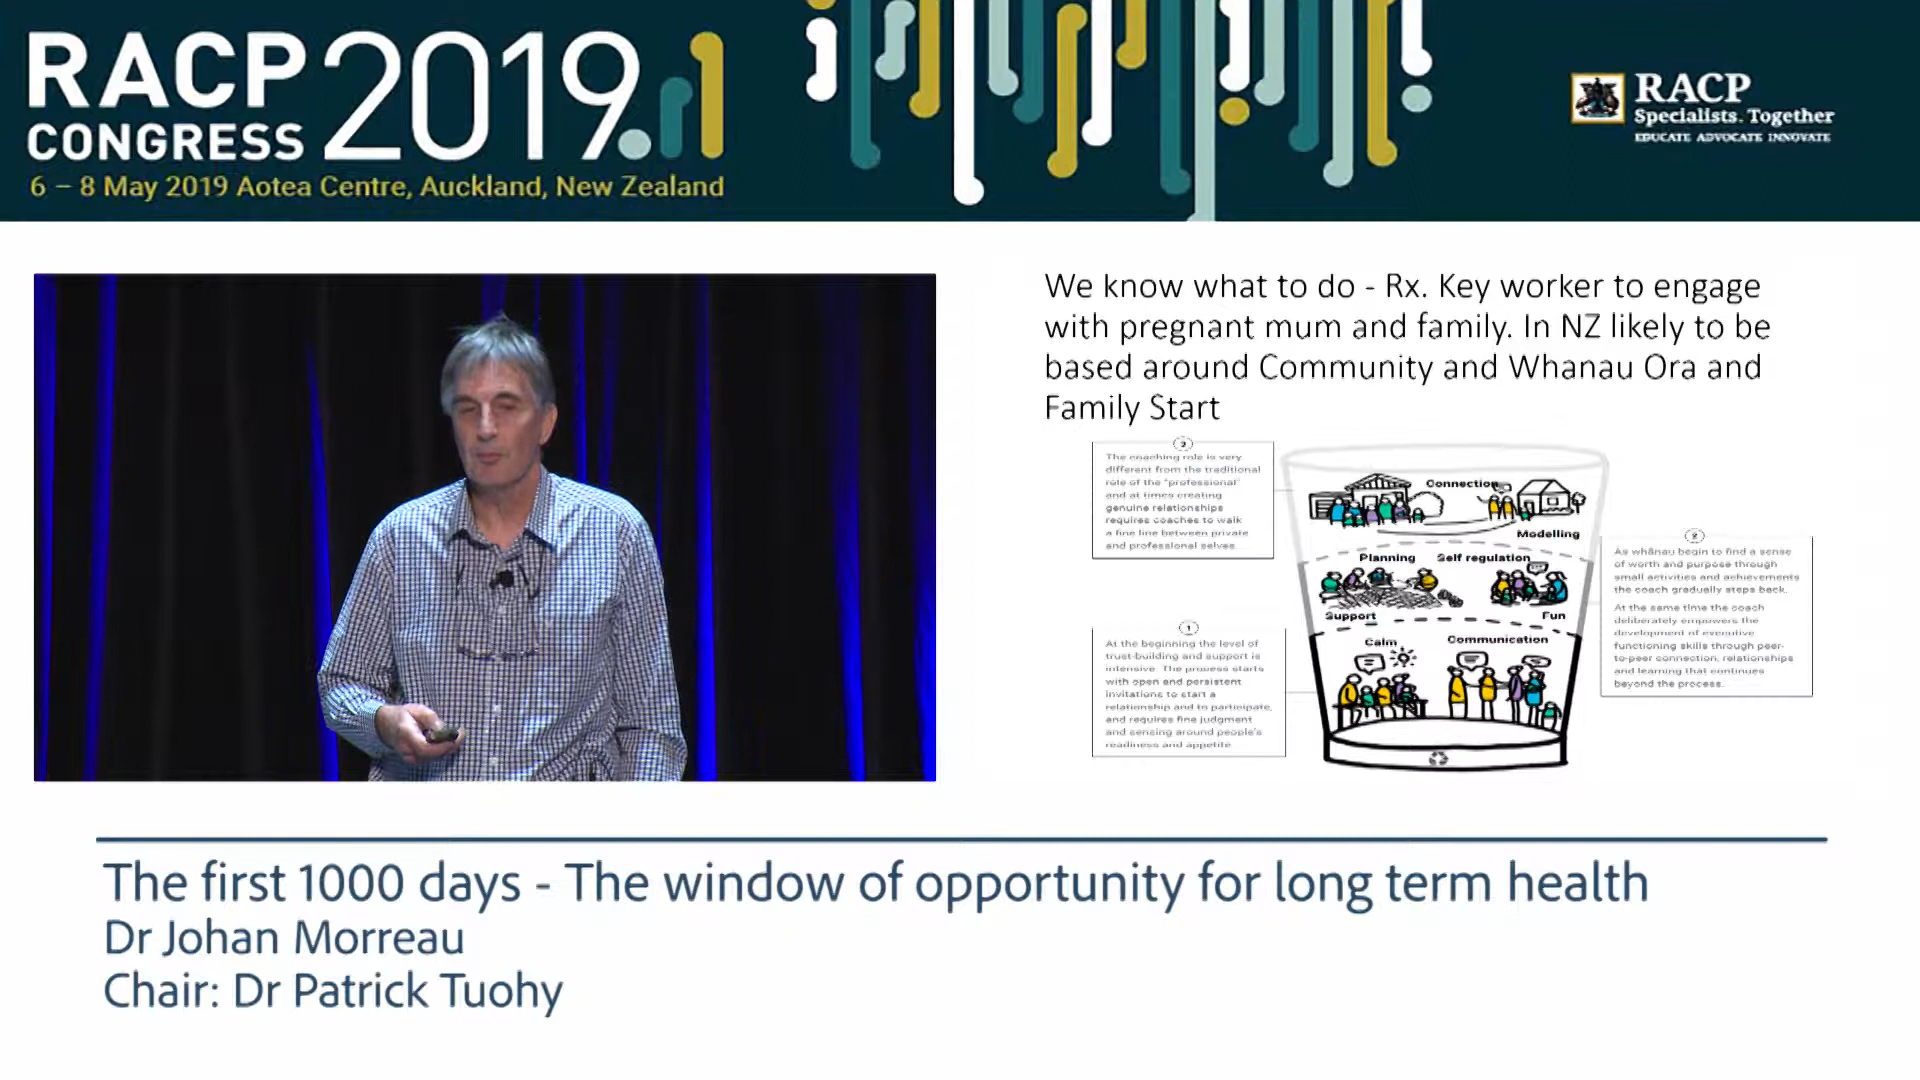 RACP
CONGRESS
2019.1
6 – 8 May 2019 Aotea Centre, Auckland, New Zealand
RACP
Specialists. Together
EDUCATE ADVOCATE INNOVATE
We know what to do - Rx. Key worker to engage
with pregnant mum and family. In NZ likely to be
based around Community and Whanau Ora and
Family Start
3
The coaching role is very
different from the traditional
role of the "professional"
and at times creating
genuine relationships
requires coaches to walk
a fine line between private
and professional selves.
1
At the beginning the level of
trust-building and support is
intensive. The process starts
with open and persistent
invitations to start a
relationship and to participate,
and requires fine judgment
and sensing around people's
readiness and appetite
Connection
Modelling
Planning
Self regulation
Support
Fun
Calm
Communication
2
As whānau begin to find a sense
of worth and purpose through
small activities and achievements
the coach gradually steps back.
At the same time the coach
deliberately empowers the
development of executive
functioning skills through peer-
to-peer connection, relationships
and learning that continues
beyond the process.
The first 1000 days - The window of opportunity for long term health
Dr Johan Morreau
Chair: Dr Patrick Tuohy